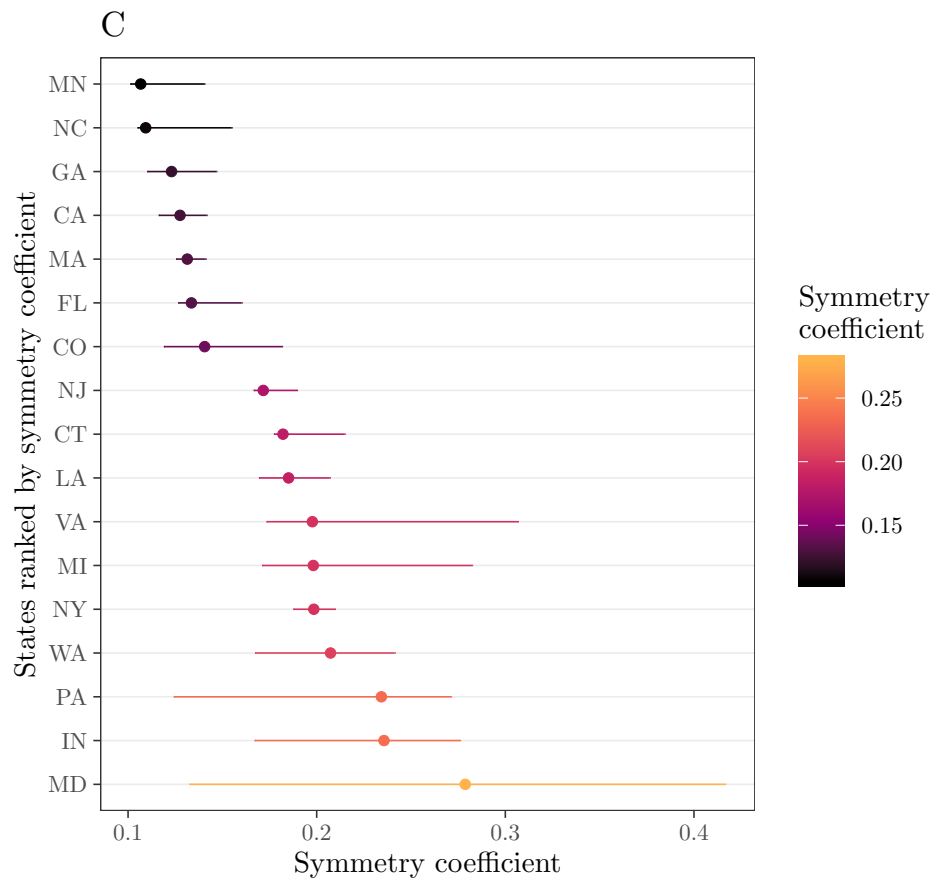 C
States ranked by symmetry coefficient
MN
NC
GA
CA
MA
FL
CO
NJ
CT
LA
VA
MI
NY
WA
PA
IN
MD
0.1
0.2
0.3
0.4
Symmetry coefficient
Symmetry
coefficient
0.25
0.20
0.15